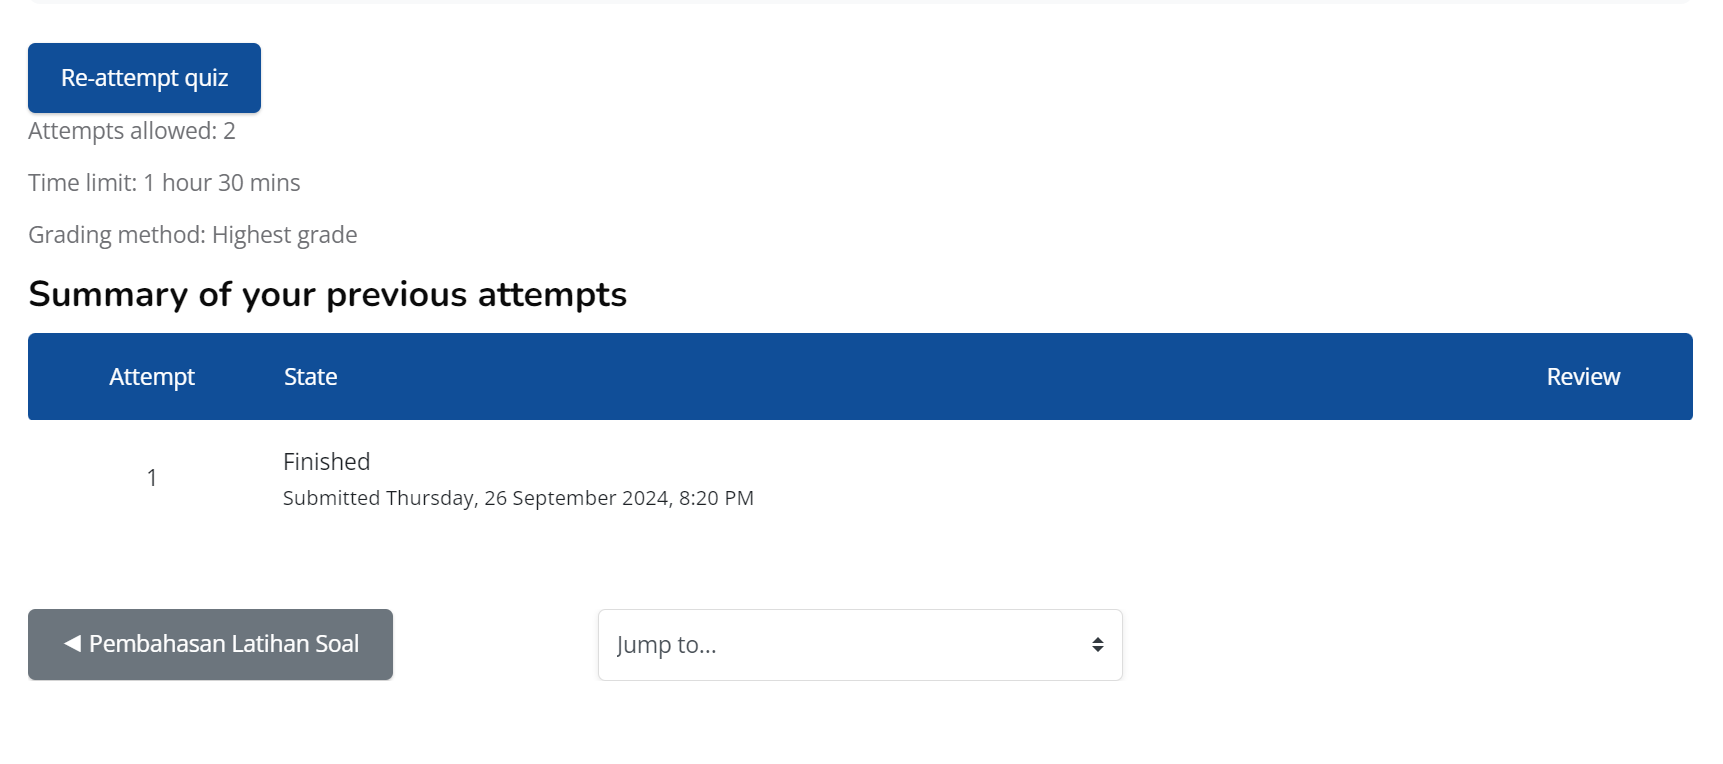 Re-attempt quiz
Attempts allowed: 2
Time limit: 1 hour 30 mins
Grading method: Highest grade
Summary of your previous attempts
Attempt State Review
1 Finished
Submitted Thursday, 26 September 2024, 8:20 PM
◀ Pembahasan Latihan Soal
Jump to...